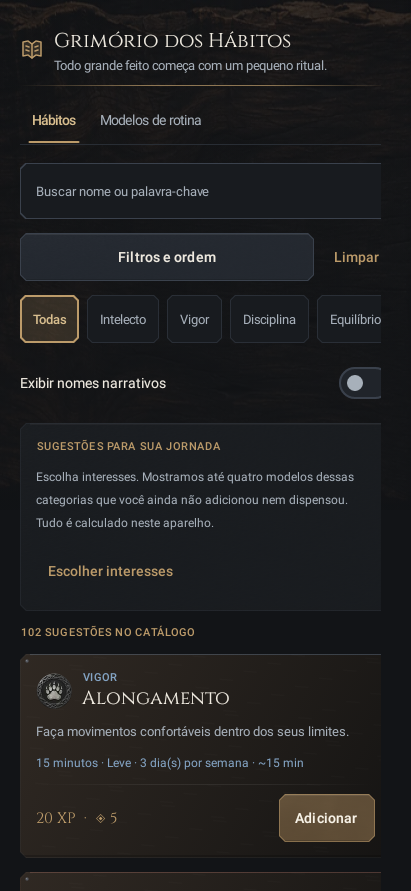 Grimório dos Hábitos
Todo grande feito começa com um pequeno ritual.
Hábitos Modelos de rotina
Buscar nome ou palavra-chave
Filtros e ordem Limpar
Todas Intelecto Vigor Disciplina Equilíbrio
Exibir nomes narrativos
SUGESTÕES PARA SUA JORNADA
Escolha interesses. Mostramos até quatro modelos dessas
categorias que você ainda não adicionou nem dispensou.
Tudo é calculado neste aparelho.
Escolher interesses
102 SUGESTÕES NO CATÁLOGO
VIGOR
Alongamento
Faça movimentos confortáveis dentro dos seus limites.
15 minutos · Leve · 3 dia(s) por semana · ~15 min
20 XP · ◈ 5 Adicionar